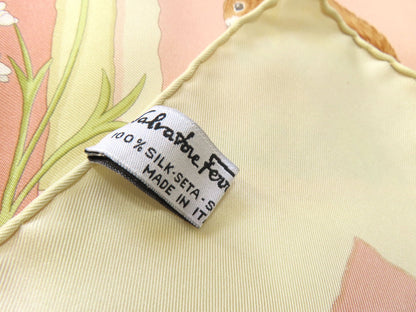 Salvatore Ferr
100% SILK-SETA-S
MADE IN IT